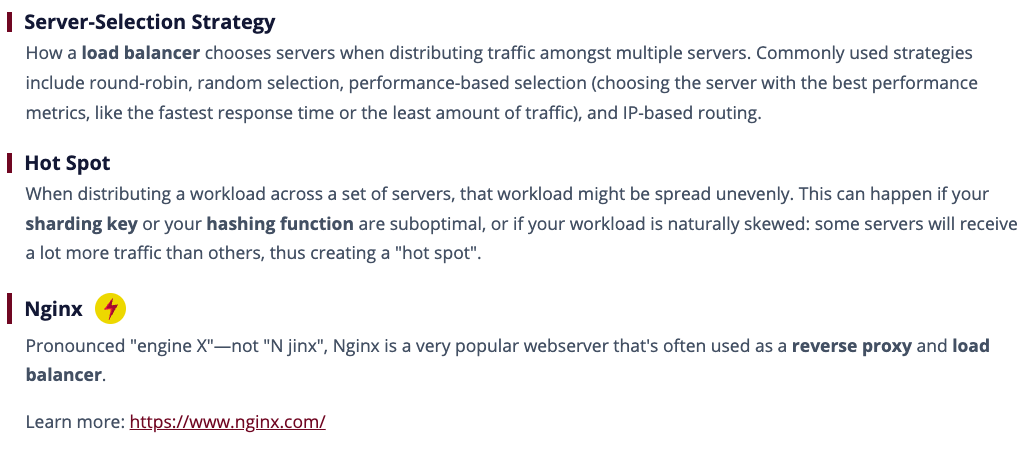 Server-Selection Strategy
How a load balancer chooses servers when distributing traffic amongst multiple servers. Commonly used strategies
include round-robin, random selection, performance-based selection (choosing the server with the best performance
metrics, like the fastest response time or the least amount of traffic), and IP-based routing.
Hot Spot
When distributing a workload across a set of servers, that workload might be spread unevenly. This can happen if your
sharding key or your hashing function are suboptimal, or if your workload is naturally skewed: some servers will receive
a lot more traffic than others, thus creating a "hot spot".
Nginx
Pronounced "engine X"—not "N jinx", Nginx is a very popular webserver that's often used as a reverse proxy and load
balancer.
Learn more: https://www.nginx.com/